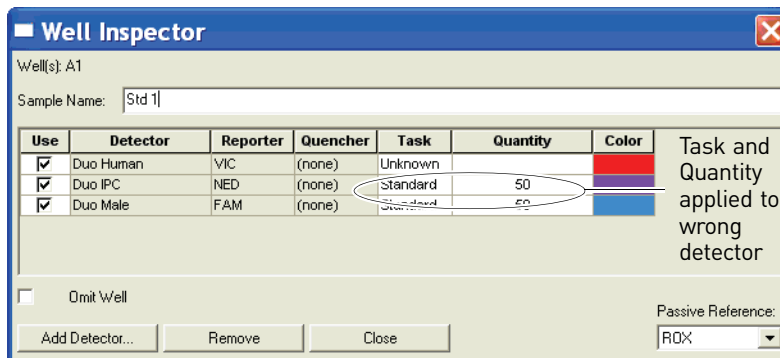 Well Inspector
Well(s): A1
Sample Name: Std 1
Use Detector Reporter Quencher Task Quantity Color
Duo Human VIC (none) Unknown
Duo IPC NED (none) Standard 50
Duo Male FAM (none) Standard 50
Task and
Quantity
applied to
wrong
detector
Omit Well
Passive Reference:
Add Detector... Remove Close ROX